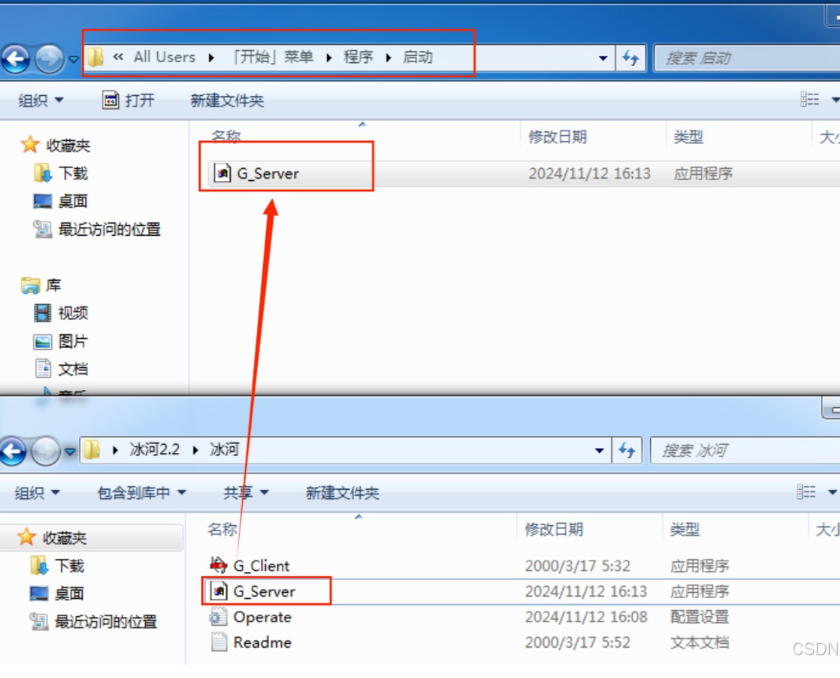 « All Users ▸ 「开始」菜单 ▸ 程序 ▸ 启动
搜索 启动
组织 打开 新建文件夹
名称 修改日期 类型
收藏夹
G_Server 2024/11/12 16:13 应用程序
下载
桌面
最近访问的位置
库
视频
图片
文档
音乐
▸ 冰河2.2 ▸ 冰河
搜索 冰河
组织 包含到库中 共享 新建文件夹
名称 修改日期 类型
收藏夹
G_Client 2000/3/17 5:32 应用程序
下载
G_Server 2024/11/12 16:13 应用程序
桌面
Operate 2024/11/12 16:08 配置设置
最近访问的位置
Readme 2000/3/17 5:52 文本文档
CSDN